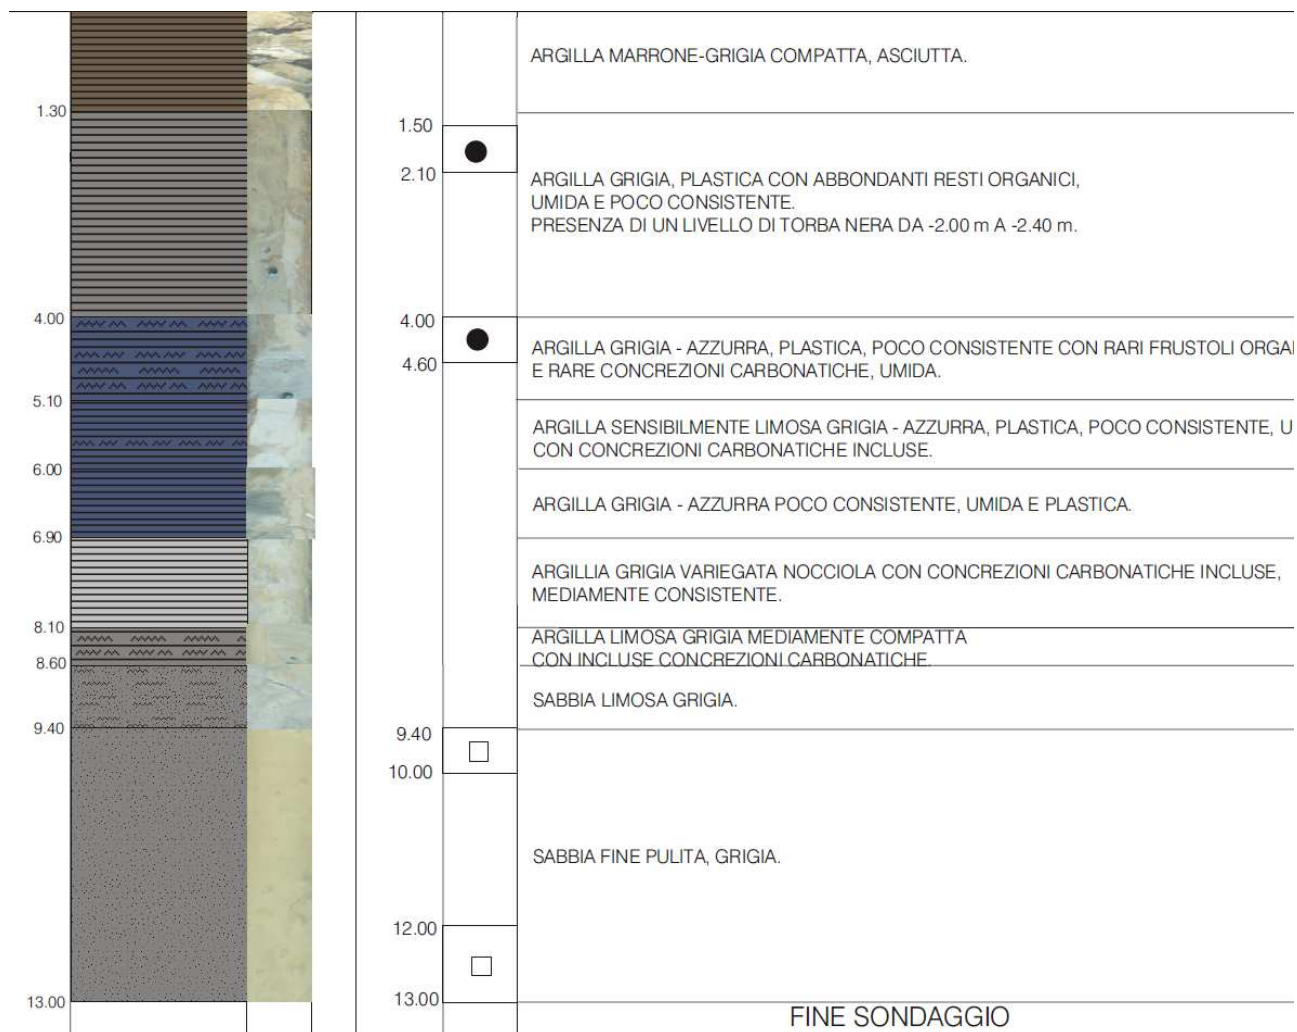 ARGILLA MARRONE-GRIGIA COMPATTA, ASCIUTTA.
1.30
1.50
2.10
ARGILLA GRIGIA, PLASTICA CON ABBONDANTI RESTI ORGANICI,
UMIDA E POCO CONSISTENTE.
PRESENZA DI UN LIVELLO DI TORBA NERA DA -2.00 m A -2.40 m.
4.00
4.00
4.60
ARGILLA GRIGIA - AZZURRA, PLASTICA, POCO CONSISTENTE CON RARI FRUSTOLI ORGA
E RARE CONCREZIONI CARBONATICHE, UMIDA.
5.10
ARGILLA SENSIBILMENTE LIMOSA GRIGIA - AZZURRA, PLASTICA, POCO CONSISTENTE, U
CON CONCREZIONI CARBONATICHE INCLUSE.
6.00
ARGILLA GRIGIA - AZZURRA POCO CONSISTENTE, UMIDA E PLASTICA.
6.90
ARGILLIA GRIGIA VARIEGATA NOCCIOLA CON CONCREZIONI CARBONATICHE INCLUSE,
MEDIAMENTE CONSISTENTE.
8.10
ARGILLA LIMOSA GRIGIA MEDIAMENTE COMPATTA
CON INCLUSE CONCREZIONI CARBONATICHE.
8.60
SABBIA LIMOSA GRIGIA.
9.40
9.40
10.00
SABBIA FINE PULITA, GRIGIA.
12.00
13.00
13.00
FINE SONDAGGIO